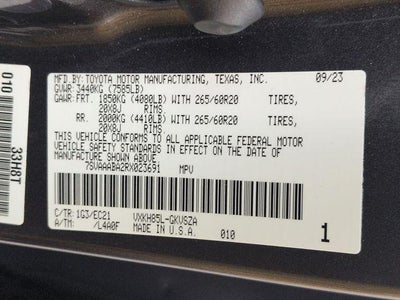 MFD.BY:TOYOTA MOTOR MANUFACTURING, TEXAS, INC. 09/23
GVWR:3440KG (7585LB)
GAWR:FRT. 1850KG (4080LB) WITH 265/60R20 TIRES,
20X8J RIMS.
RR. 2000KG (4410LB) WITH 265/60R20 TIRES,
20X8J RIMS.
THIS VEHICLE CONFORMS TO ALL APPLICABLE FEDERAL MOTOR
VEHICLE SAFETY STANDARDS IN EFFECT ON THE DATE OF
MANUFACTURE SHOWN ABOVE.
7SVAAABA2RX023691 MPV
C/TR:1G3/EC21 VXKH85L-GKVSZA
A/TM: /L4A0F MADE IN U.S.A. 010 1
010
33H8T